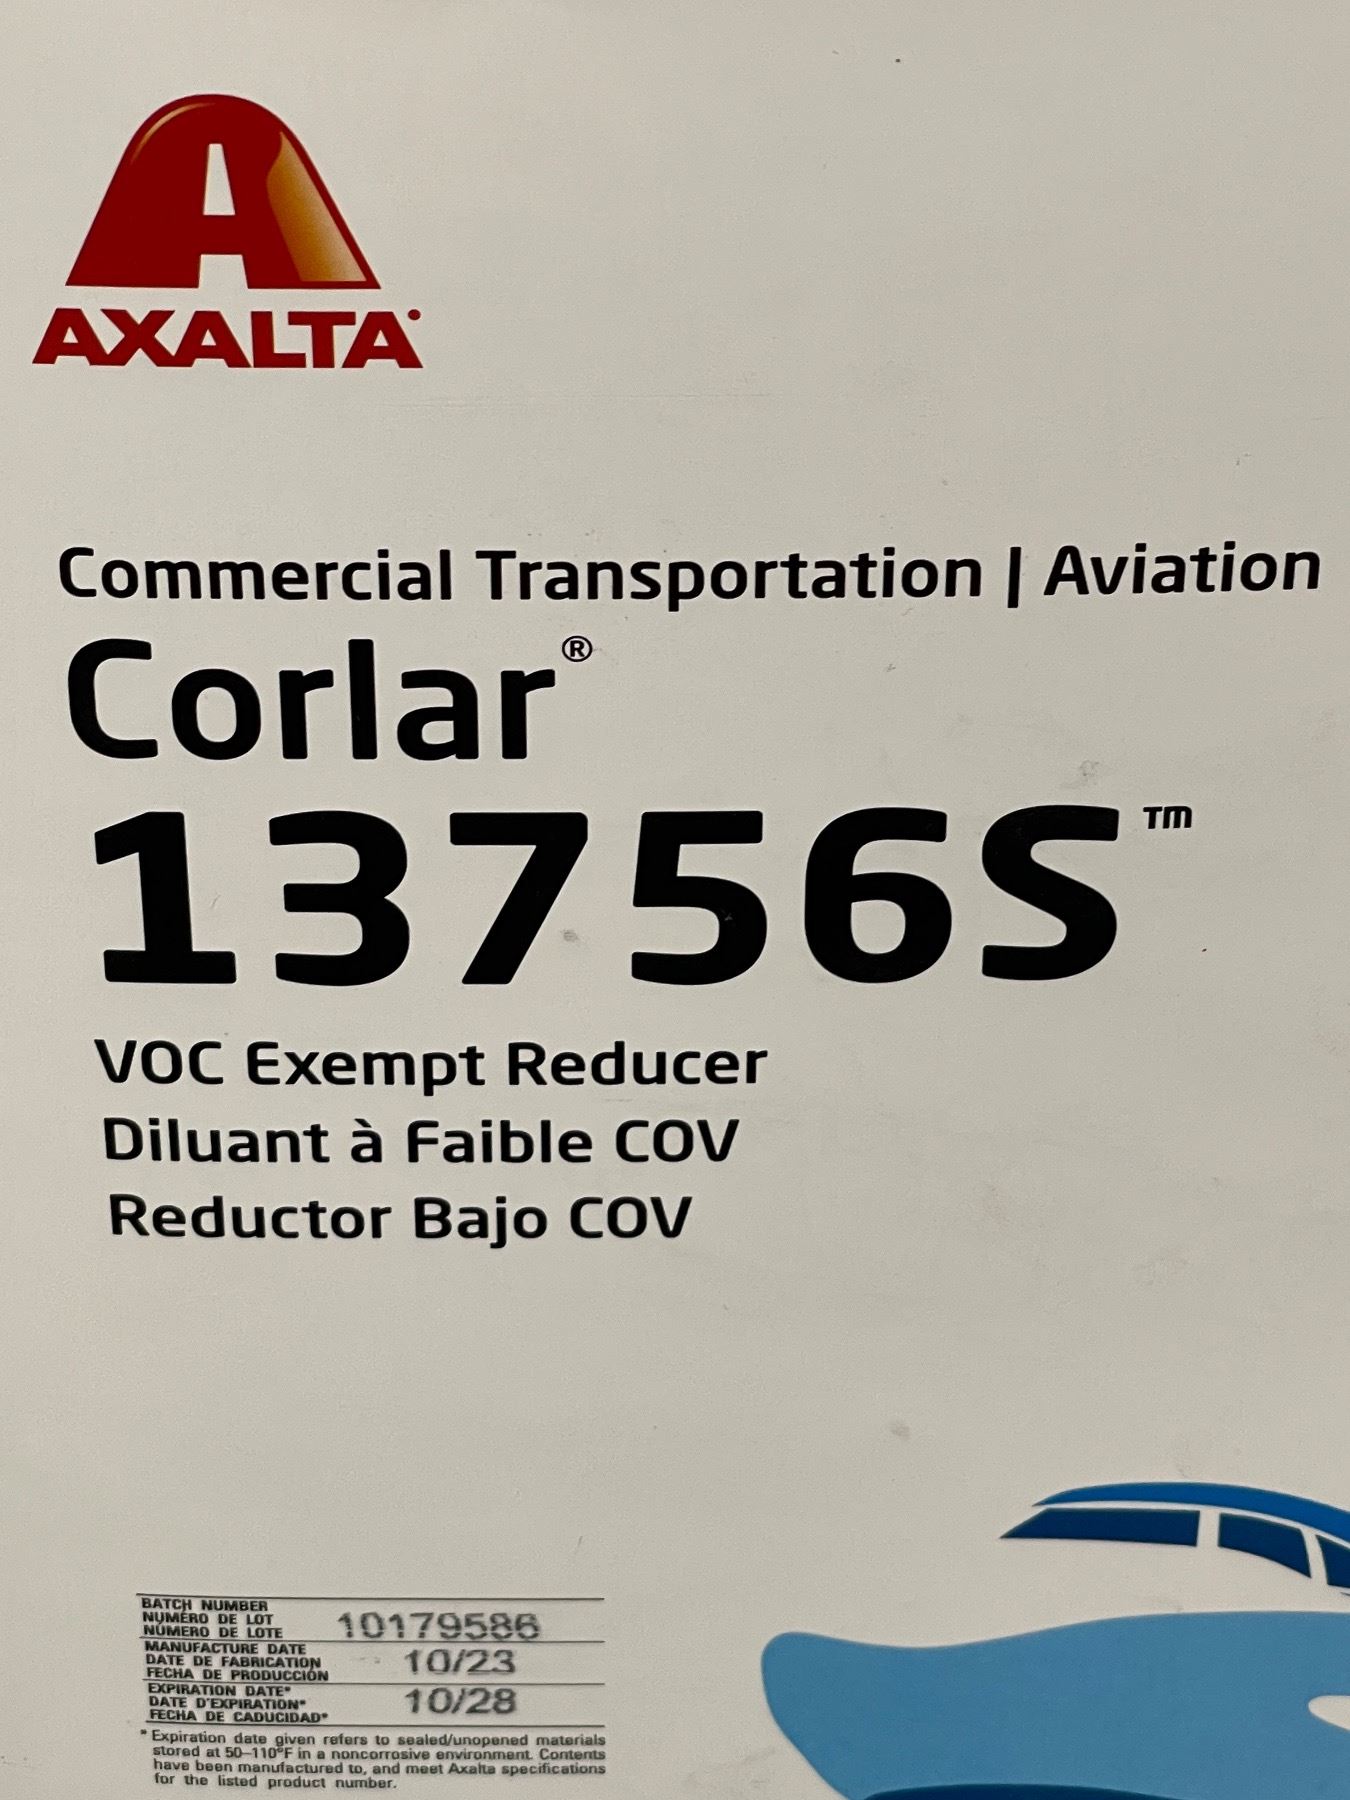 A
AXALTA
Commercial Transportation | Aviation
Corlar®
13756S™
VOC Exempt Reducer
Diluant à Faible COV
Reductor Bajo COV
BATCH NUMBER
NUMÉRO DE LOT
NÚMERO DE LOTE
10179586
MANUFACTURE DATE
DATE DE FABRICATION
FECHA DE PRODUCCIÓN
10/23
EXPIRATION DATE*
DATE D'EXPIRATION*
FECHA DE CADUCIDAD*
10/28
*Expiration date given refers to sealed/unopened materials
stored at 50–110°F in a noncorrosive environment. Contents
have been manufactured to, and meet Axalta specifications
for the listed product number.